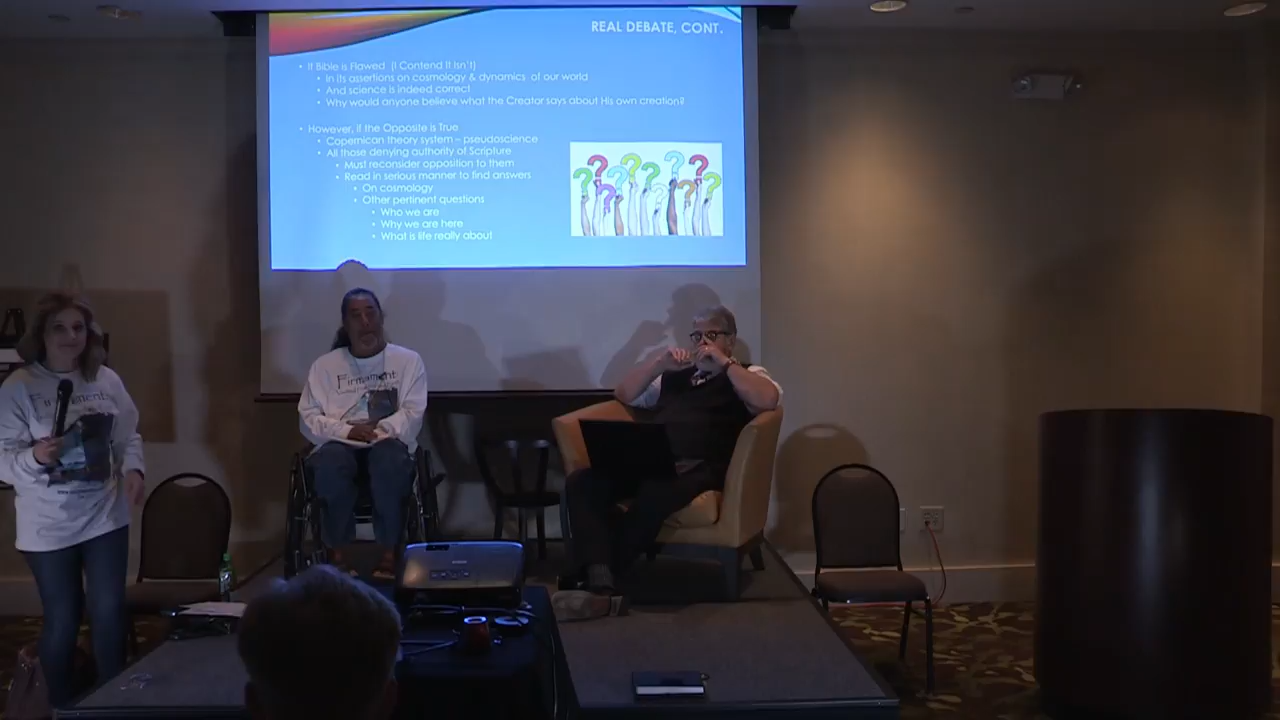 REAL DEBATE, CONT.
• If Bible is Flawed (I Contend It Isn't)
• In its assertions on cosmology & dynamics of our world
• And science is indeed correct
• Why would anyone believe what the Creator says about His own creation?
• However, if the Opposite is True
• Copernican theory system – pseudoscience
• All those denying authority of Scripture
• Must reconsider opposition to them
• Read in serious manner to find answers
• On cosmology
• Other pertinent questions
• Who we are
• Why we are here
• What is life really about
Firmament
Firmament